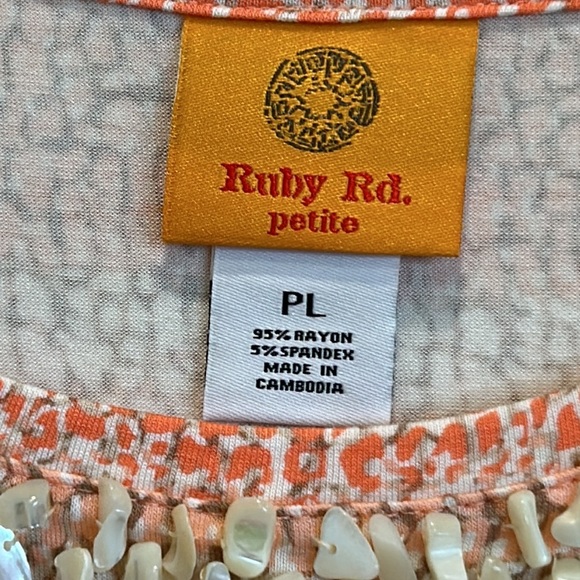 Ruby Rd.
petite
PL
95% RAYON
5% SPANDEX
MADE IN
CAMBODIA